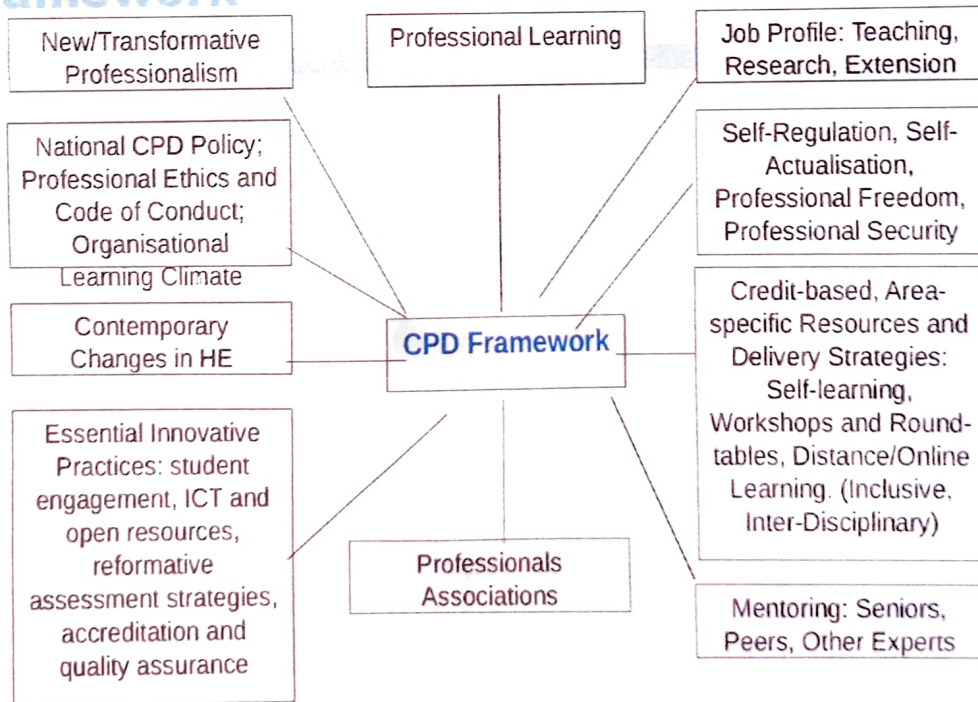 New/Transformative
Professionalism
Professional Learning
Job Profile: Teaching,
Research, Extension
National CPD Policy;
Professional Ethics and
Code of Conduct;
Organisational
Learning Climate
Self-Regulation, Self-
Actualisation,
Professional Freedom,
Professional Security
Contemporary
Changes in HE
CPD Framework
Credit-based, Area-
specific Resources and
Delivery Strategies:
Self-learning,
Workshops and Round-
tables, Distance/Online
Learning. (Inclusive,
Inter-Disciplinary)
Essential Innovative
Practices: student
engagement, ICT and
open resources,
reformative
assessment strategies,
accreditation and
quality assurance
Professionals
Associations
Mentoring: Seniors,
Peers, Other Experts